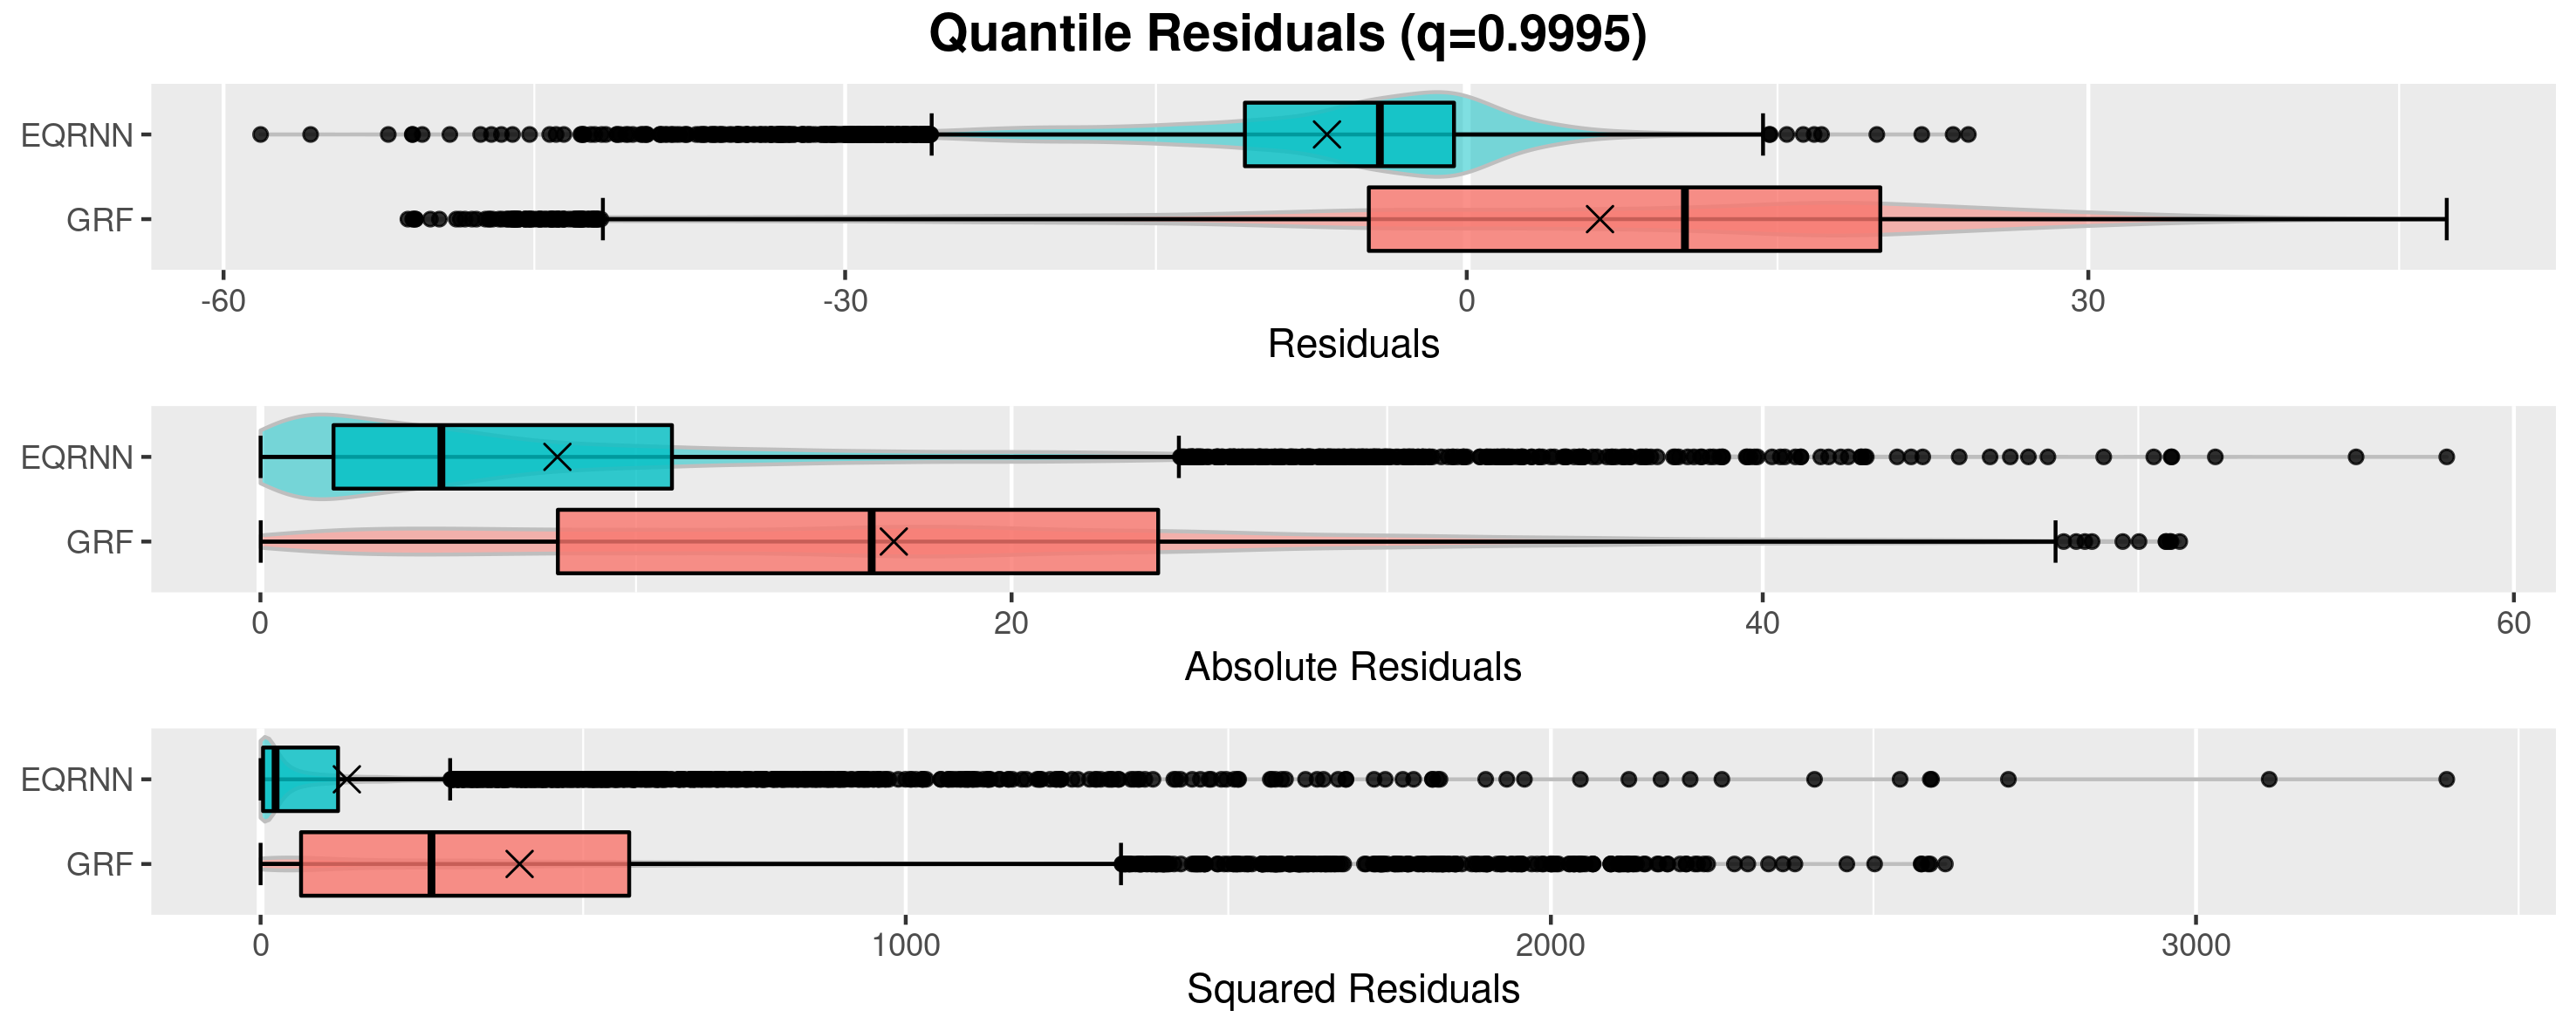 Quantile Residuals (q=0.9995)
EQRNN
GRF
-60 -30 0 30
Residuals
EQRNN
GRF
0 20 40 60
Absolute Residuals
EQRNN
GRF
0 1000 2000 3000
Squared Residuals